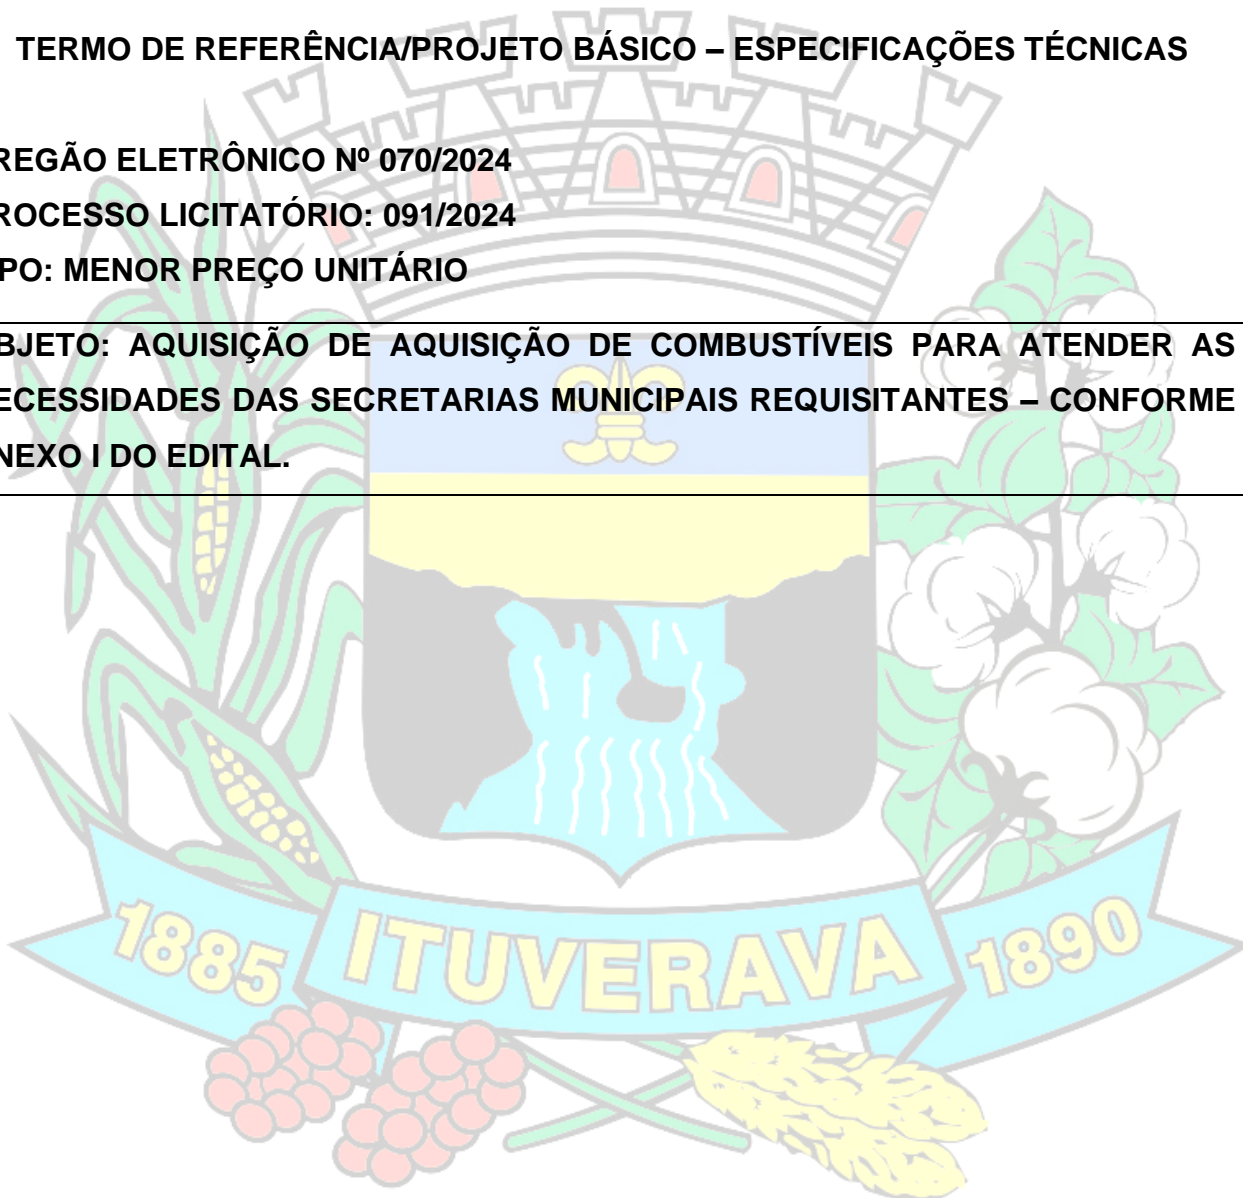 TERMO DE REFERÊNCIA/PROJETO BÁSICO – ESPECIFICAÇÕES TÉCNICAS
REGÃO ELETRÔNICO Nº 070/2024
ROCESSO LICITATÓRIO: 091/2024
PO: MENOR PREÇO UNITÁRIO
BJETO: AQUISIÇÃO DE AQUISIÇÃO DE COMBUSTÍVEIS PARA ATENDER AS
ECESSIDADES DAS SECRETARIAS MUNICIPAIS REQUISITANTES – CONFORME
NEXO I DO EDITAL.
1885 ITUVERAVA 1890